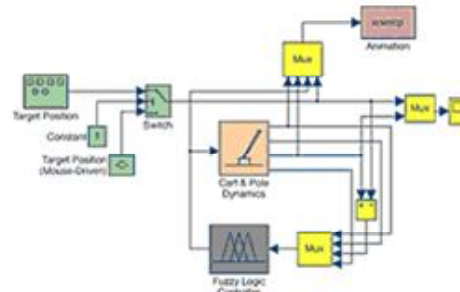 Animation
Mux
Target Position
Mux
Constant
Switch
Target Position
(Mouse-Driven)
Cart & Pole
Dynamics
Mux
Fuzzy Logic